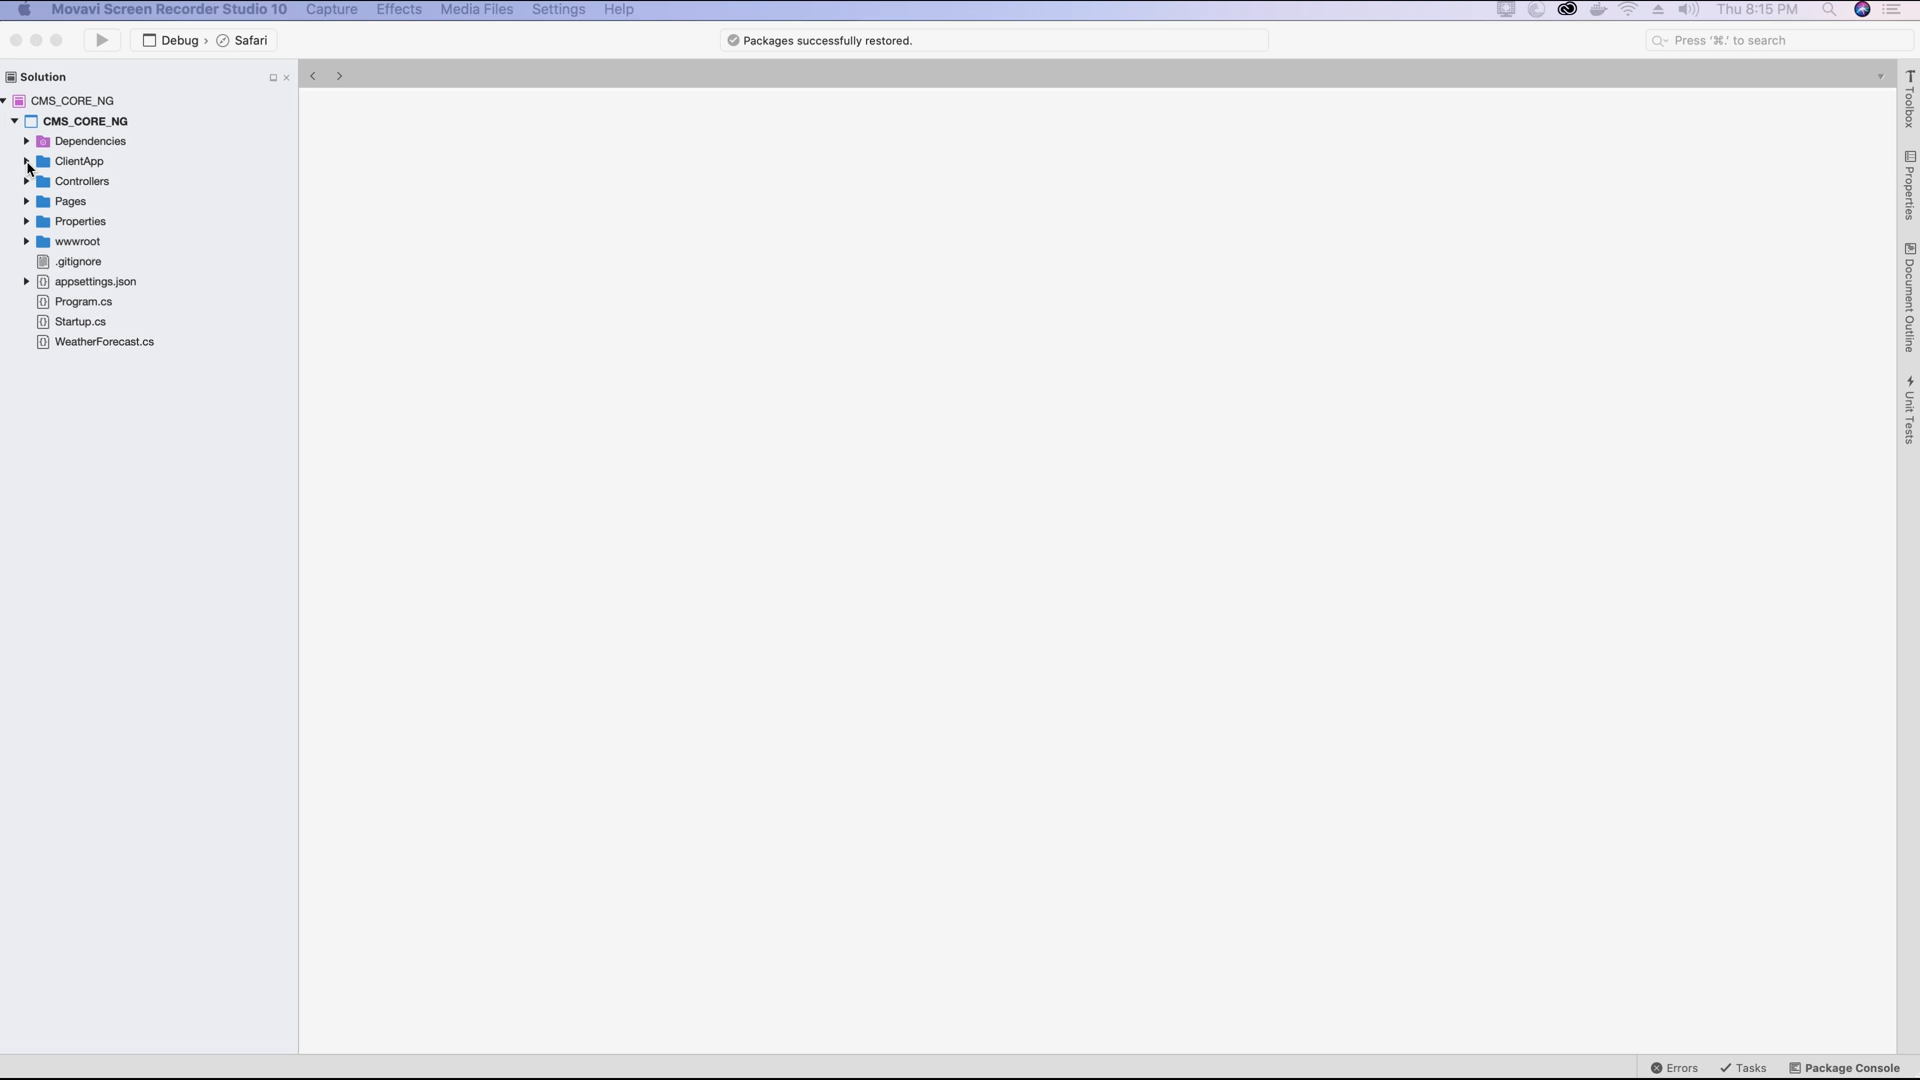 Movavi Screen Recorder Studio 10 Capture Effects Media Files Settings Help Thu 8:15 PM
Debug › Safari Packages successfully restored. Press ‘⌘.’ to search
Solution
CMS_CORE_NG
CMS_CORE_NG
Dependencies
ClientApp
Controllers
Pages
Properties
wwwroot
.gitignore
appsettings.json
Program.cs
Startup.cs
WeatherForecast.cs
Toolbox
Properties
Document Outline
Unit Tests
Errors Tasks Package Console